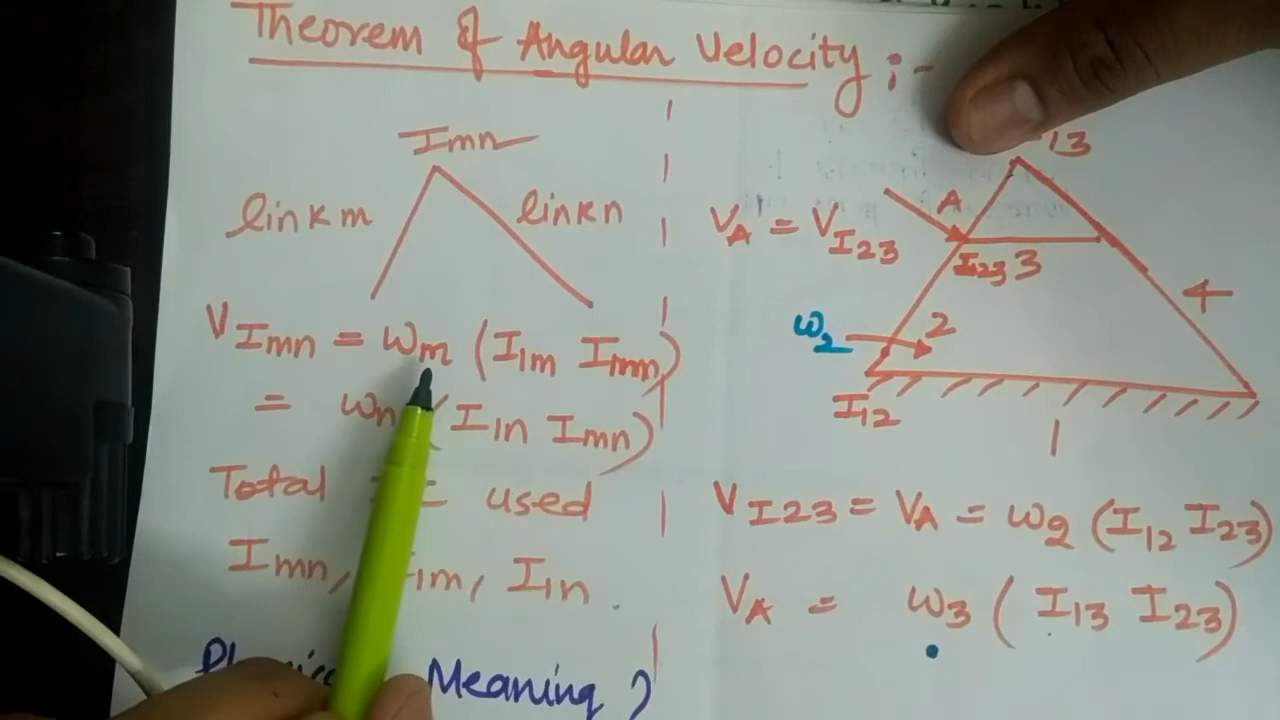 Theorem of Angular Velocity :-
Imn
link m
link n
VImn = ωm (I1m Imn)
= ωn (I1n Imn)
Total used
Imn, I1m, I1n.
Meaning ?
13
A
VA = VI23
I23 3
4
ω2
2
I12
1
VI23 = VA = ω2 (I12 I23)
VA = ω3 (I13 I23)